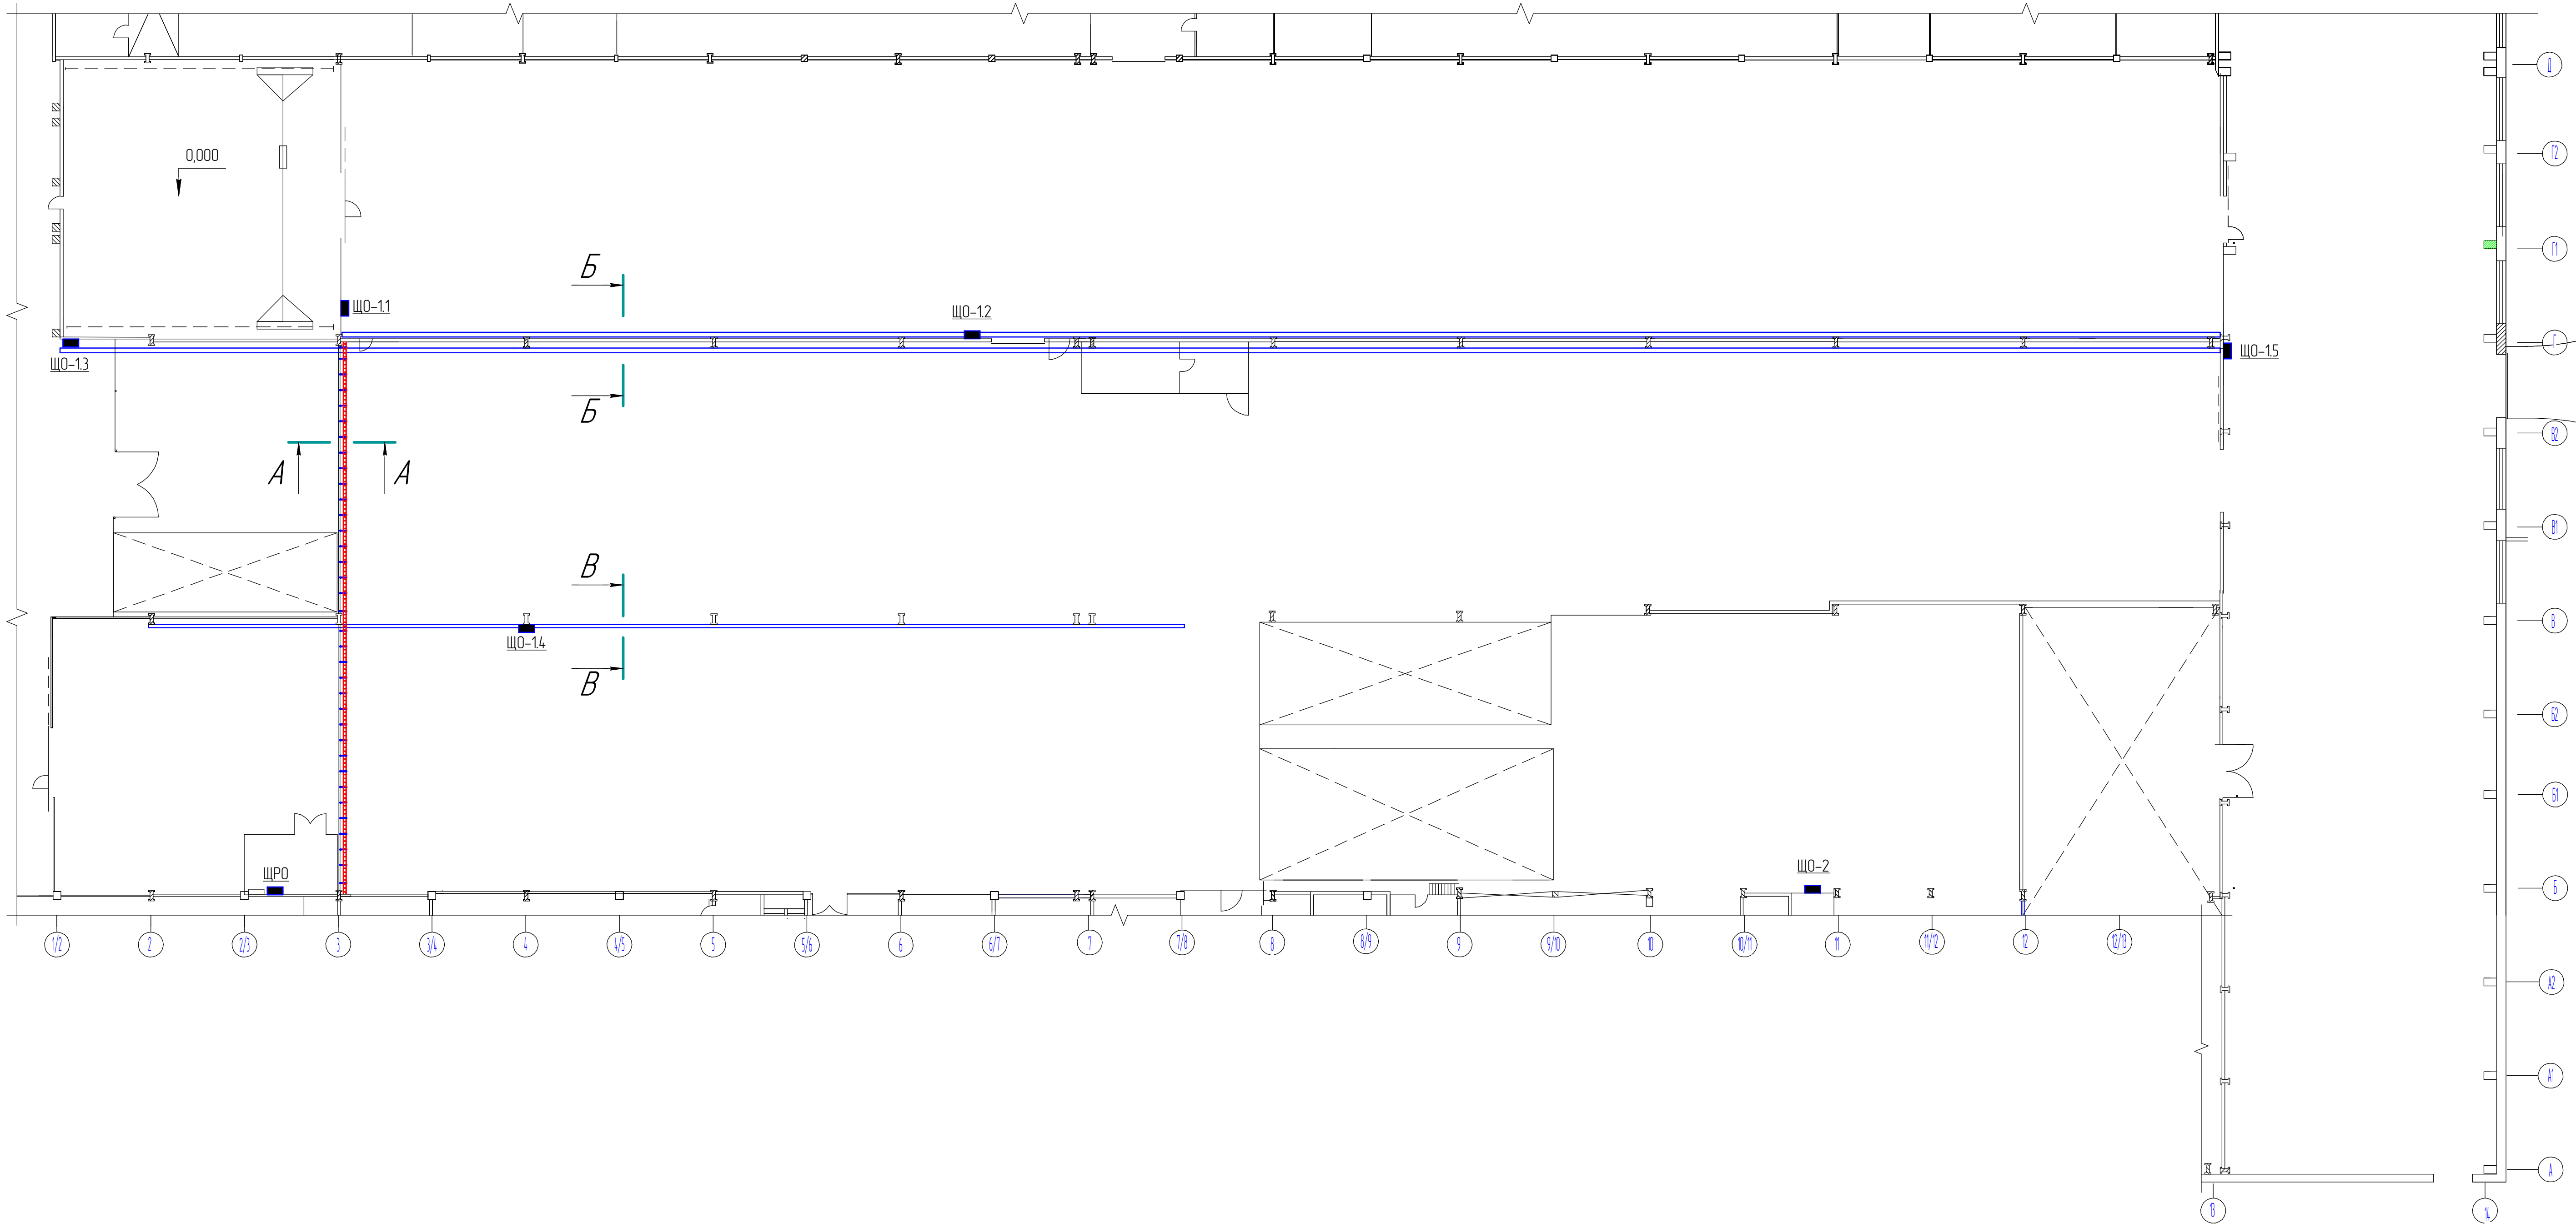 Д
0,000
Г2
Г1
Б
ЩО-1.1
ЩО-1.2
Г
ЩО-1.3
ЩО-1.5
Б
В2
А
А
В1
В
В
ЩО-1.4
В
Б2
Б1
ЩРО
ЩО-2
Б
1/2
2
2/3
3
3/4
4
4/5
5
5/6
6
6/7
7
7/8
8
8/9
9
9/10
10
10/11
11
11/12
12
12/13
А2
А1
А
13
14